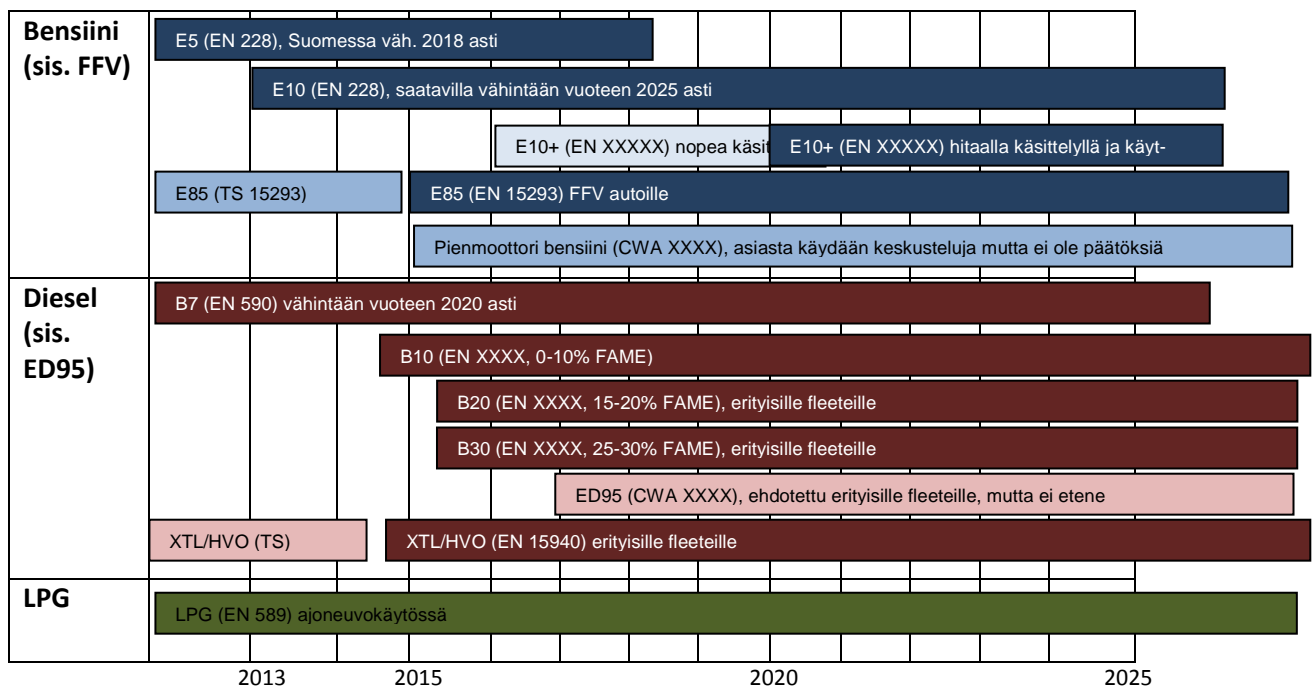 Bensiini
(sis. FFV)
E5 (EN 228), Suomessa väh. 2018 asti
E10 (EN 228), saatavilla vähintään vuoteen 2025 asti
E10+ (EN XXXXX) nopea käsit
E10+ (EN XXXXX) hitaalla käsittelyllä ja käyt-
E85 (TS 15293)
E85 (EN 15293) FFV autoille
Pienmoottori bensiini (CWA XXXX), asiasta käydään keskusteluja mutta ei ole päätöksiä
Diesel
(sis.
ED95)
B7 (EN 590) vähintään vuoteen 2020 asti
B10 (EN XXXX, 0-10% FAME)
B20 (EN XXXX, 15-20% FAME), erityisille fleeteille
B30 (EN XXXX, 25-30% FAME), erityisille fleeteille
ED95 (CWA XXXX), ehdotettu erityisille fleeteille, mutta ei etene
XTL/HVO (TS)
XTL/HVO (EN 15940) erityisille fleeteille
LPG
LPG (EN 589) ajoneuvokäytössä
2013
2015
2020
2025